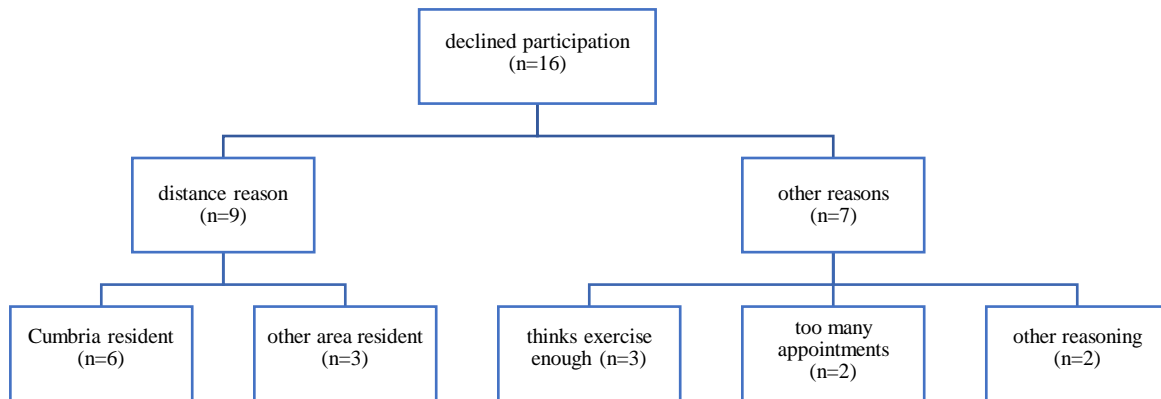 declined participation
(n=16)
distance reason
(n=9)
other reasons
(n=7)
Cumbria resident
(n=6)
other area resident
(n=3)
thinks exercise
enough (n=3)
too many
appointments
(n=2)
other reasoning
(n=2)